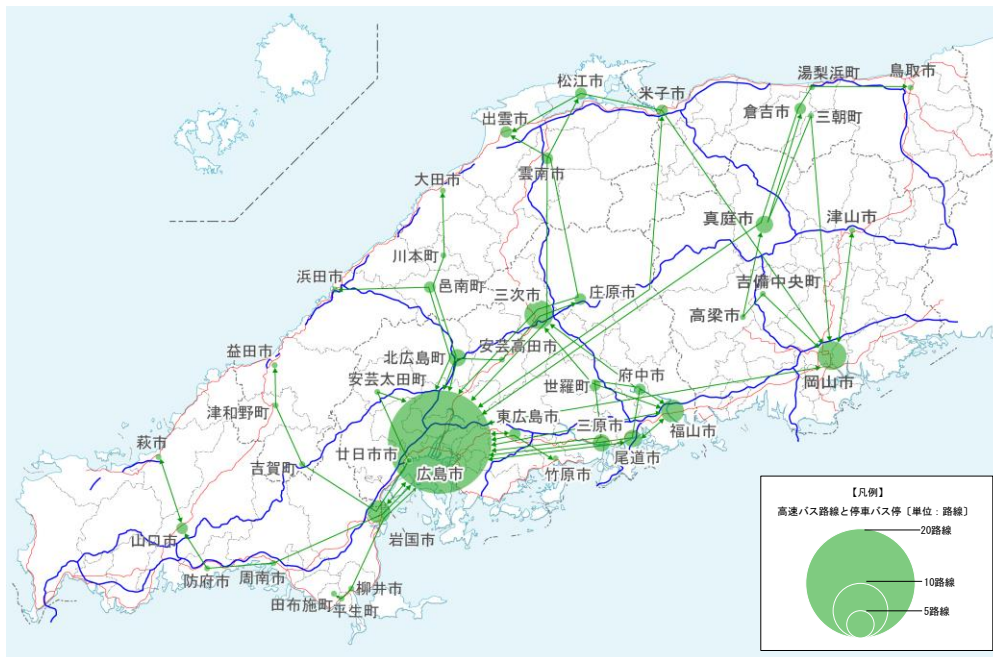 松江市
米子市
湯梨浜町
鳥取市
倉吉市
三朝町
出雲市
雲南市
大田市
真庭市
津山市
川本町
浜田市
邑南町
三次市
庄原市
吉備中央町
高梁市
北広島町
安芸高田市
益田市
安芸太田町
世羅町
府中市
岡山市
津和野町
東広島市
三原市
福山市
萩市
廿日市市
尾道市
吉賀町
広島市
竹原市
山口市
岩国市
防府市
周南市
柳井市
田布施町
平生町
【凡例】
高速バス路線と停車バス停〔単位：路線〕
20路線
10路線
5路線